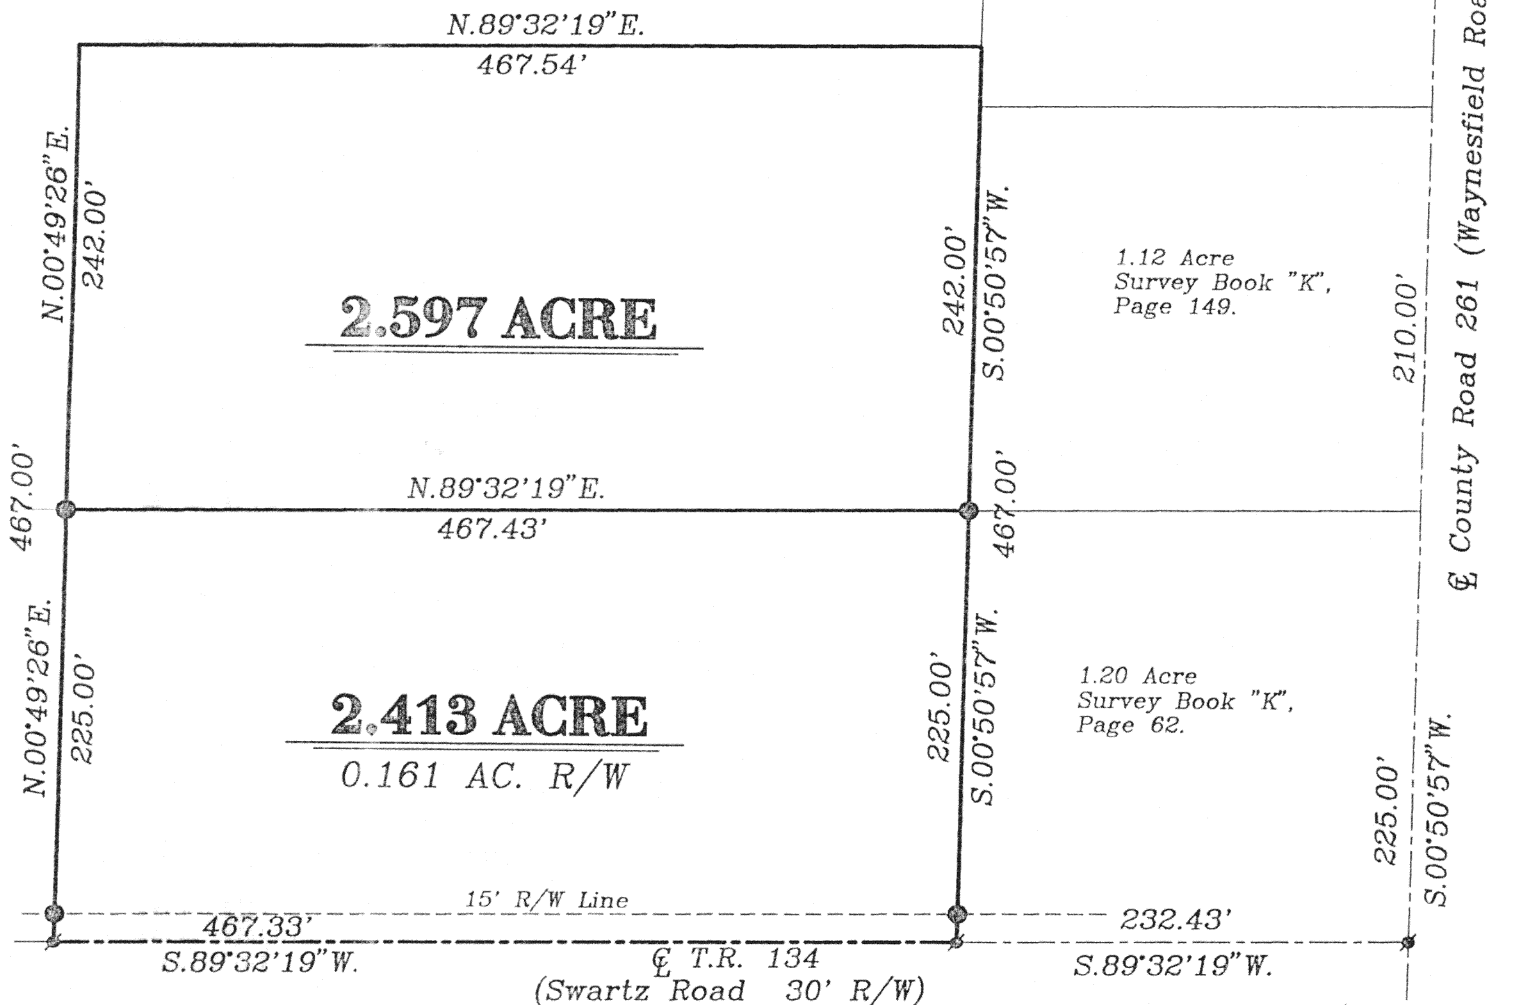 N.89°32'19"E.
467.54'
N.00°49'26"E.
242.00'
2.597 ACRE
242.00'
S.00°50'57"W.
1.12 Acre
Survey Book "K",
Page 149.
210.00'
℄ County Road 261 (Waynesfield Roa
467.00'
N.89°32'19"E.
467.43'
467.00'
N.00°49'26"E.
225.00'
2.413 ACRE
0.161 AC. R/W
225.00'
S.00°50'57"W.
1.20 Acre
Survey Book "K",
Page 62.
225.00'
S.00°50'57"W.
15' R/W Line
467.33'
232.43'
S.89°32'19"W.
℄ T.R. 134
(Swartz Road 30' R/W)
S.89°32'19"W.